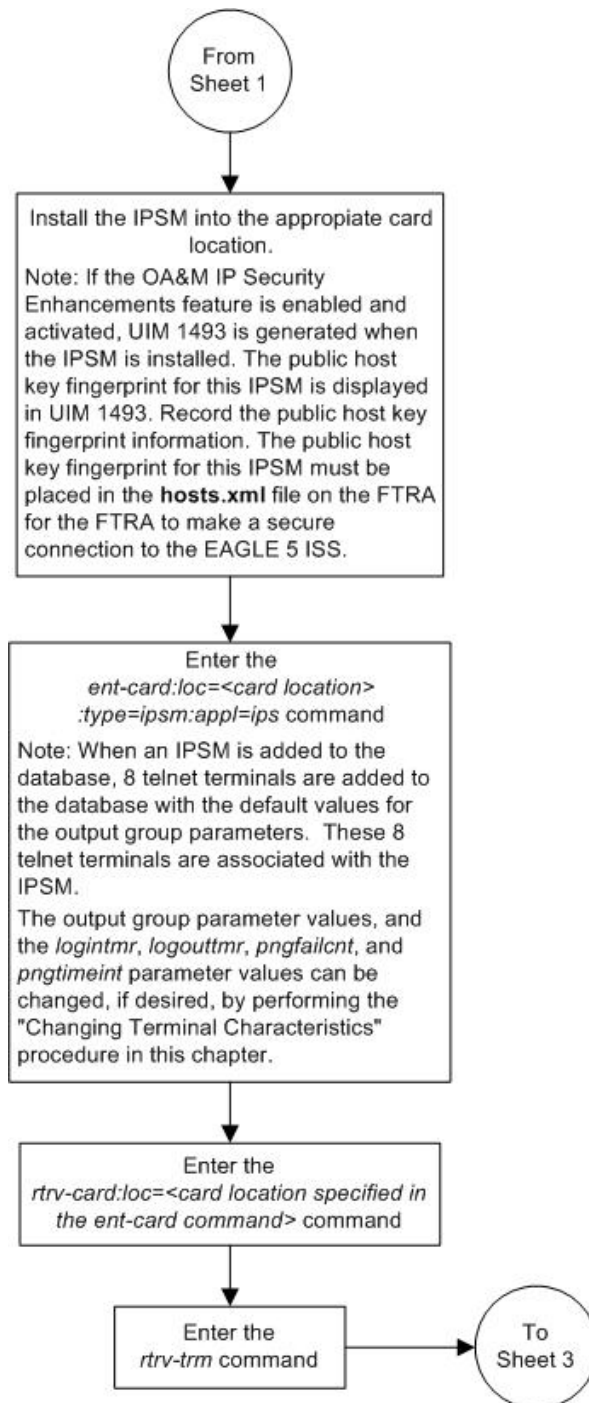 From
Sheet 1
Install the IPSM into the appropiate card
location.
Note: If the OA&M IP Security
Enhancements feature is enabled and
activated, UIM 1493 is generated when
the IPSM is installed. The public host
key fingerprint for this IPSM is displayed
in UIM 1493. Record the public host key
fingerprint information. The public host
key fingerprint for this IPSM must be
placed in the hosts.xml file on the FTRA
for the FTRA to make a secure
connection to the EAGLE 5 ISS.
Enter the
ent-card:loc=<card location>
:type=ipsm:appl=ips command
Note: When an IPSM is added to the
database, 8 telnet terminals are added to
the database with the default values for
the output group parameters. These 8
telnet terminals are associated with the
IPSM.
The output group parameter values, and
the logintmr, logouttmr, pngfailcnt, and
pngtimeint parameter values can be
changed, if desired, by performing the
"Changing Terminal Characteristics"
procedure in this chapter.
Enter the
rtrv-card:loc=<card location specified in
the ent-card command> command
Enter the
rtrv-trm command
To
Sheet 3